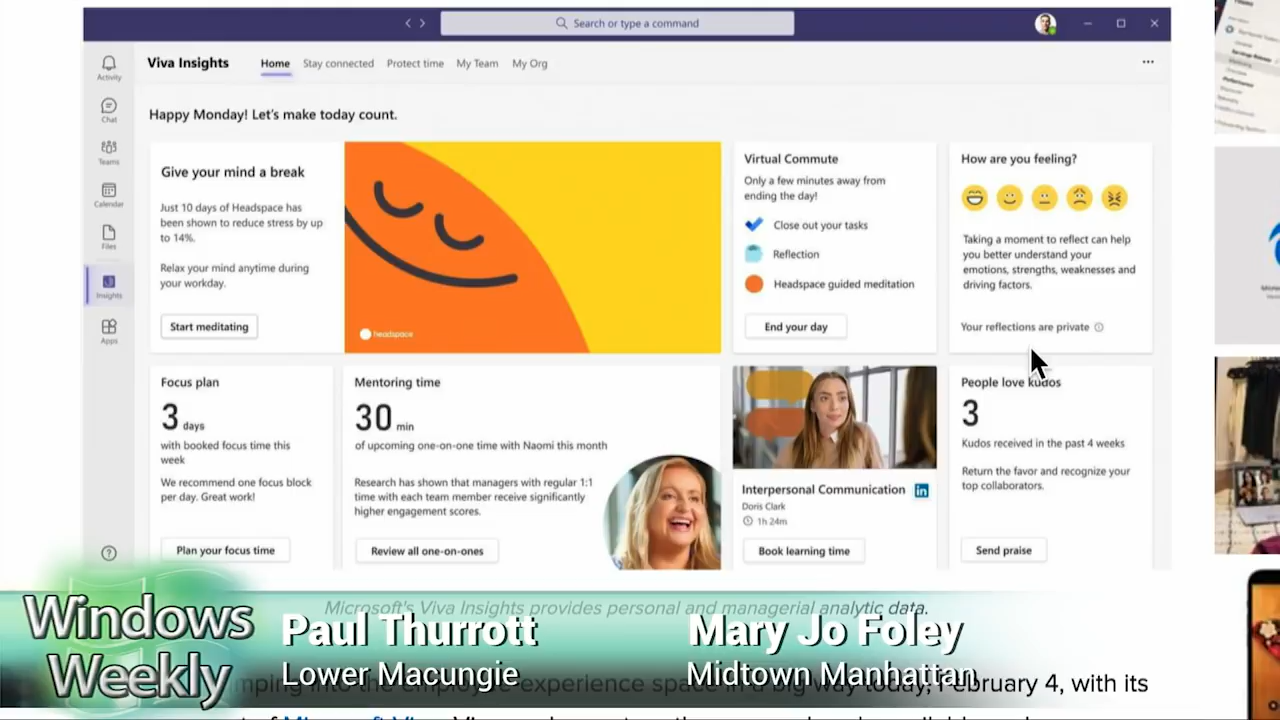 Search or type a command
Viva Insights
Home
Stay connected
Protect time
My Team
My Org
Activity
Chat
Teams
Calendar
Files
Insights
Apps
Happy Monday! Let's make today count.
Give your mind a break
Just 10 days of Headspace has
been shown to reduce stress by up
to 14%.
Relax your mind anytime during
your workday.
Start meditating
headspace
Virtual Commute
Only a few minutes away from
ending the day!
Close out your tasks
Reflection
Headspace guided meditation
End your day
How are you feeling?
Taking a moment to reflect can help
you better understand your
emotions, strengths, weaknesses and
driving factors.
Your reflections are private
Focus plan
3 days
with booked focus time this
week
We recommend one focus block
per day. Great work!
Plan your focus time
Mentoring time
30 min
of upcoming one-on-one time with Naomi this month
Research has shown that managers with regular 1:1
time with each team member receive significantly
higher engagement scores.
Review all one-on-ones
Interpersonal Communication in
Doris Clark
1h 24m
Book learning time
People love kudos
3
Kudos received in the past 4 weeks
Return the favor and recognize your
top collaborators.
Send praise
Microsoft's Viva Insights provides personal and managerial analytic data.
Windows
Weekly
Paul Thurrott
Lower Macungie
Mary Jo Foley
Midtown Manhattan
into the employee experience space in a big way today, February 4, with its